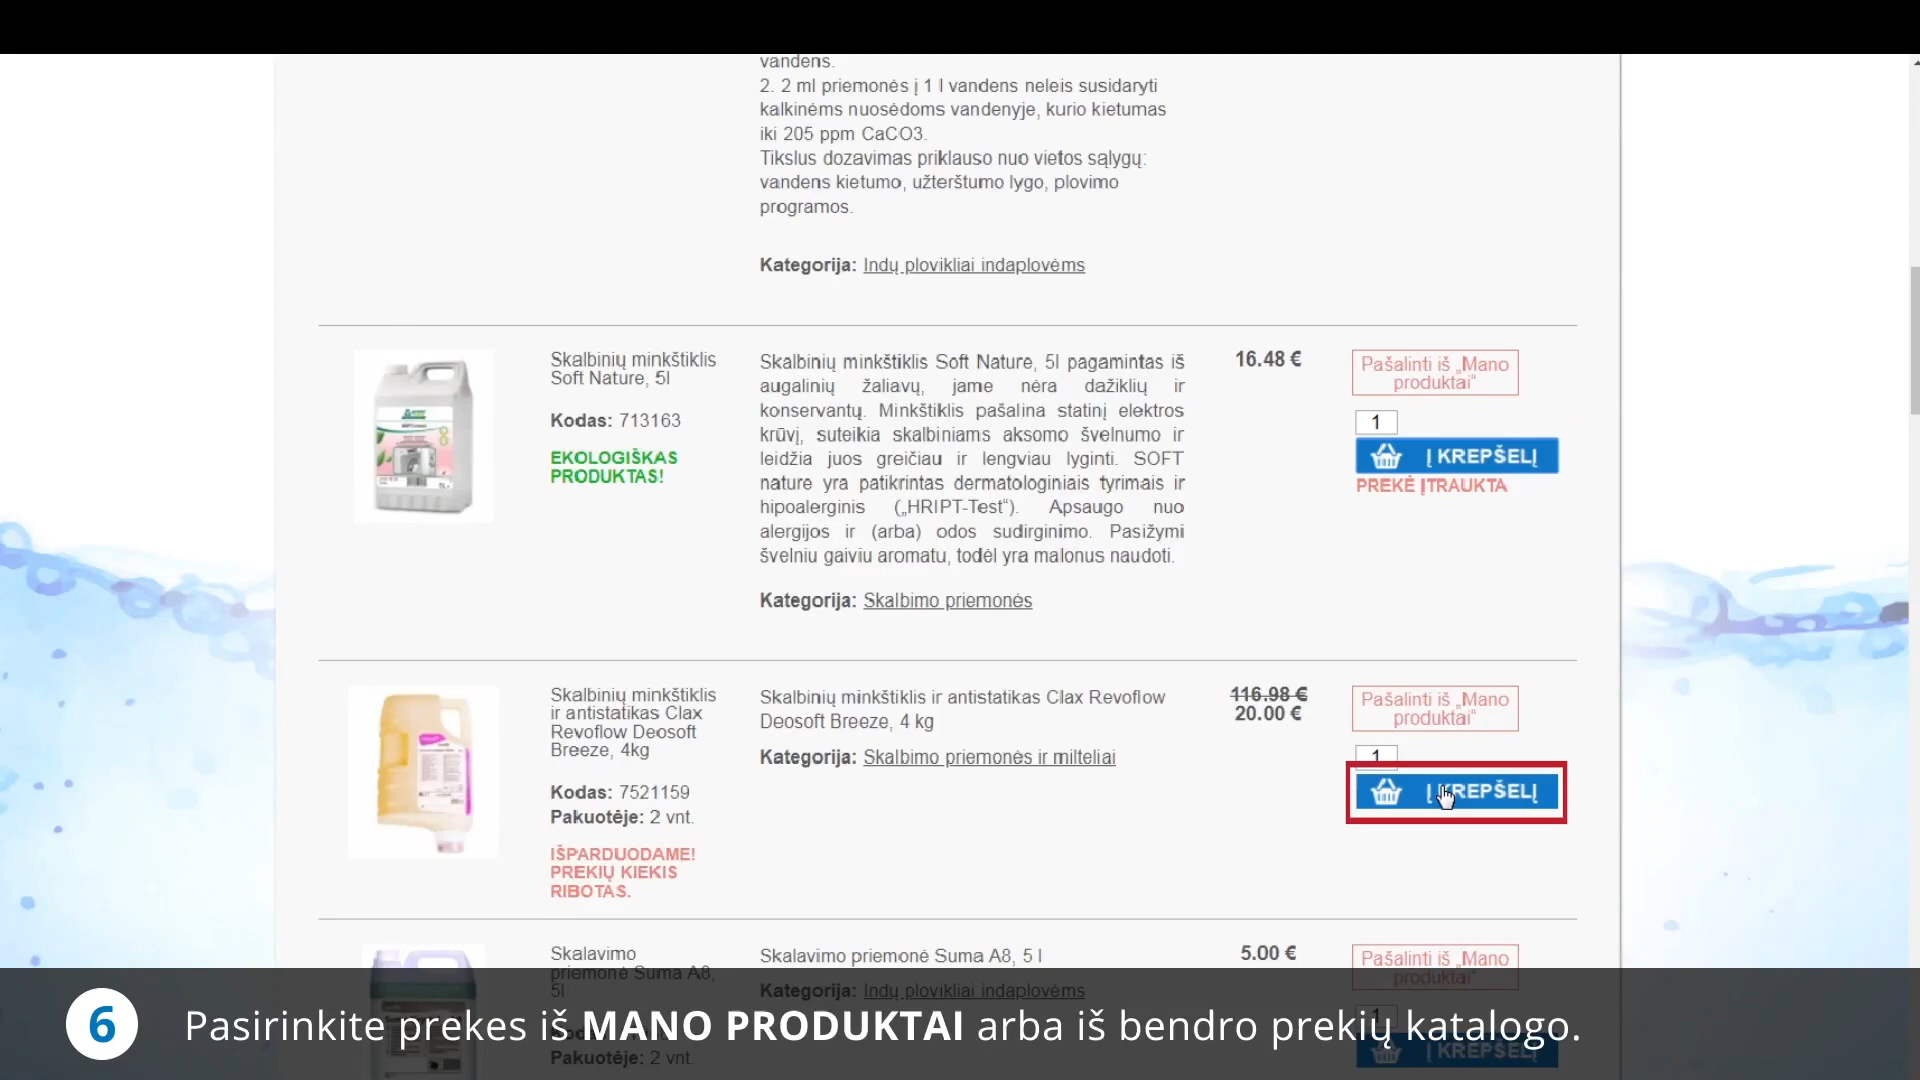 vandens.
2. 2 ml priemonės į 1 l vandens neleis susidaryti
kalkinėms nuosėdoms vandenyje, kurio kietumas
iki 205 ppm CaCO3.
Tikslus dozavimas priklauso nuo vietos sąlygų:
vandens kietumo, užterštumo lygo, plovimo
programos.
Kategorija: Indų plovikliai indaplovėms
Skalbinių minkštiklis
Soft Nature, 5l
Kodas: 713163
EKOLOGIŠKAS
PRODUKTAS!
Skalbinių minkštiklis Soft Nature, 5l pagamintas iš
augalinių žaliavų, jame nėra dažiklių ir
konservantų. Minkštiklis pašalina statinį elektros
krūvį, suteikia skalbiniams aksomo švelnumo ir
leidžia juos greičiau ir lengviau lyginti. SOFT
nature yra patikrintas dermatologiniais tyrimais ir
hipoalerginis („HRIPT-Test“). Apsaugo nuo
alergijos ir (arba) odos sudirginimo. Pasižymi
švelniu gaiviu aromatu, todėl yra malonus naudoti.
Kategorija: Skalbimo priemonės
16.48 €
Pašalinti iš „Mano
produktai“
1
Į KREPŠELĮ
PREKĖ ĮTRAUKTA
Skalbinių minkštiklis
ir antistatikas Clax
Revoflow Deosoft
Breeze, 4kg
Kodas: 7521159
Pakuotėje: 2 vnt.
IŠPARDUODAME!
PREKIŲ KIEKIS
RIBOTAS.
Skalbinių minkštiklis ir antistatikas Clax Revoflow
Deosoft Breeze, 4 kg
Kategorija: Skalbimo priemonės ir milteliai
116.98 €
20.00 €
Pašalinti iš „Mano
produktai“
1
Į KREPŠELĮ
Skalavimo
priemonė Suma A8,
5l
Pakuotėje: 2 vnt.
Skalavimo priemonė Suma A8, 5 l
Kategorija: Indų plovikliai indaplovėms
5.00 €
Pašalinti iš „Mano
produktai“
1
Į KREPŠELĮ
6 Pasirinkite prekes iš MANO PRODUKTAI arba iš bendro prekių katalogo.